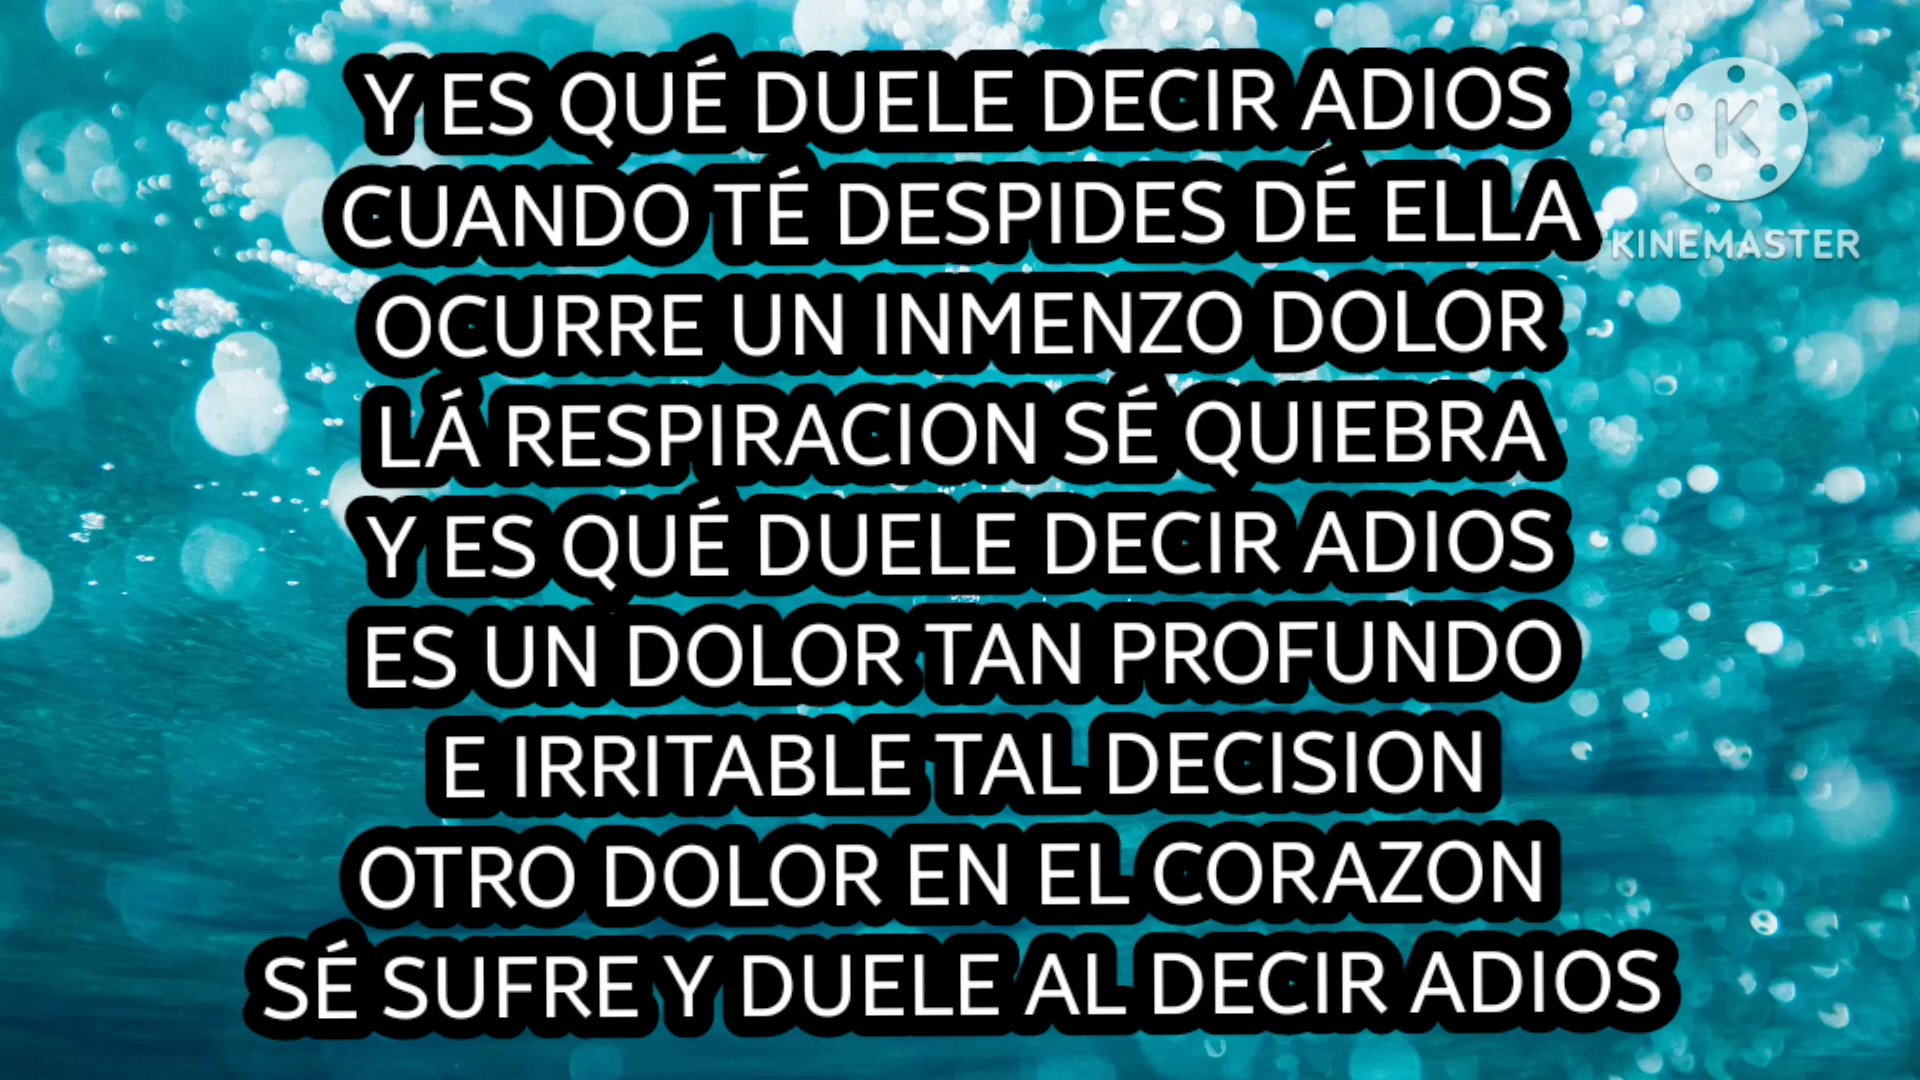 Y ES QUÉ DUELE DECIR ADIOS
CUANDO TÉ DESPIDES DÉ ELLA
OCURRE UN INMENZO DOLOR
LÁ RESPIRACION SÉ QUIEBRA
Y ES QUÉ DUELE DECIR ADIOS
ES UN DOLOR TAN PROFUNDO
E IRRITABLE TAL DECISION
OTRO DOLOR EN EL CORAZON
SÉ SUFRE Y DUELE AL DECIR ADIOS
K
KINEMASTER